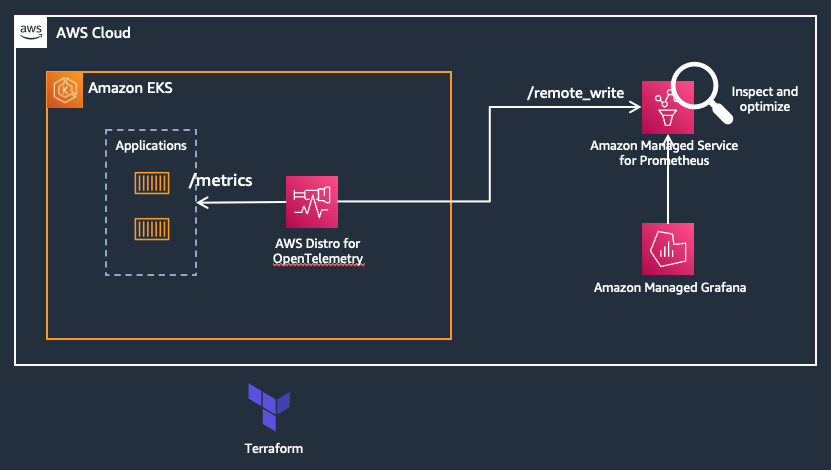 aws
AWS Cloud
Amazon EKS
Applications
/metrics
AWS Distro for
OpenTelemetry
/remote_write
Inspect and
optimize
Amazon Managed Service
for Prometheus
Amazon Managed Grafana
Terraform